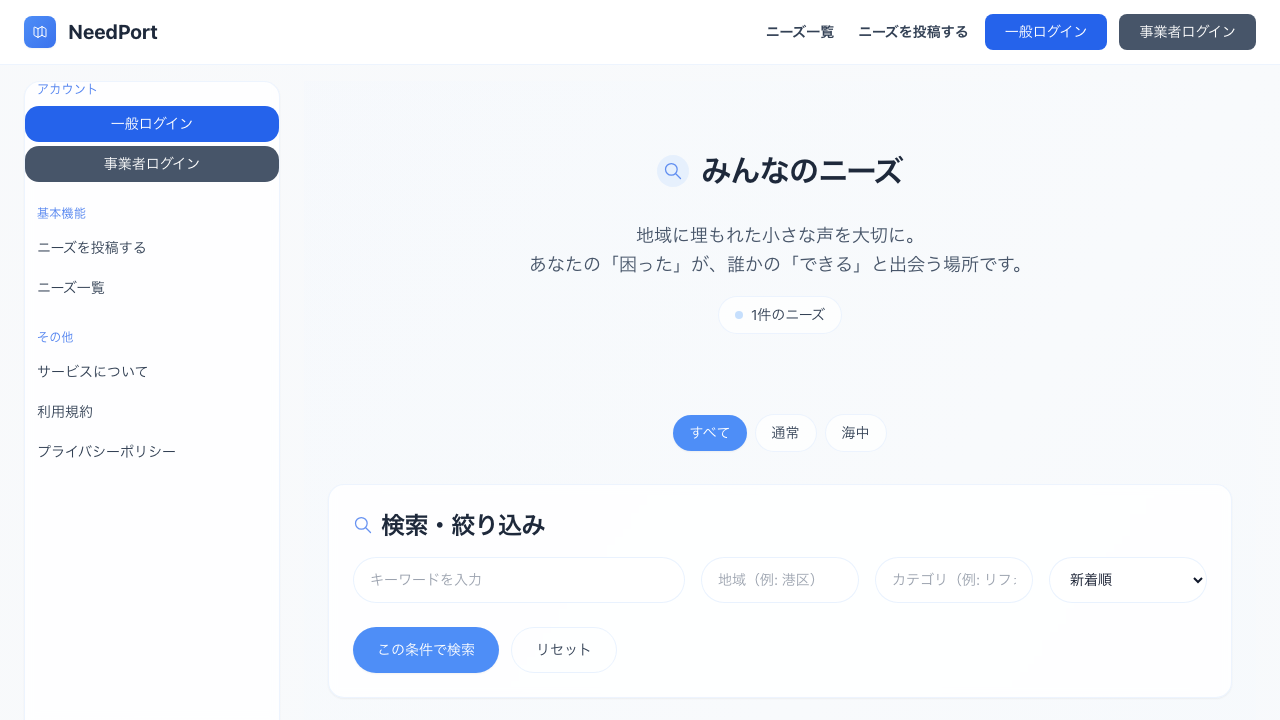 NeedPort
ニーズ一覧
ニーズを投稿する
一般ログイン
事業者ログイン
アカウント
一般ログイン
事業者ログイン
基本機能
ニーズを投稿する
ニーズ一覧
その他
サービスについて
利用規約
プライバシーポリシー
みんなのニーズ
地域に埋もれた小さな声を大切に。
あなたの「困った」が、誰かの「できる」と出会う場所です。
1件のニーズ
すべて
通常
海中
検索・絞り込み
キーワードを入力
地域（例: 港区）
カテゴリ（例: リフ:
新着順
この条件で検索
リセット